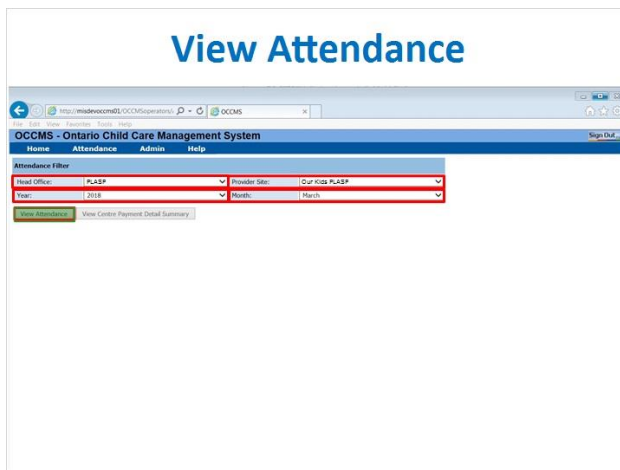 View Attendance
http://misdevoccms01/OCCMSoperators/ OCCMS
File Edit View Favorites Tools Help
OCCMS - Ontario Child Care Management System Sign Out
Home Attendance Admin Help
Attendance Filter
Head Office: PLASP Provider Site: Our Kids PLASP
Year: 2018 Month: March
View Attendance View Centre Payment Detail Summary